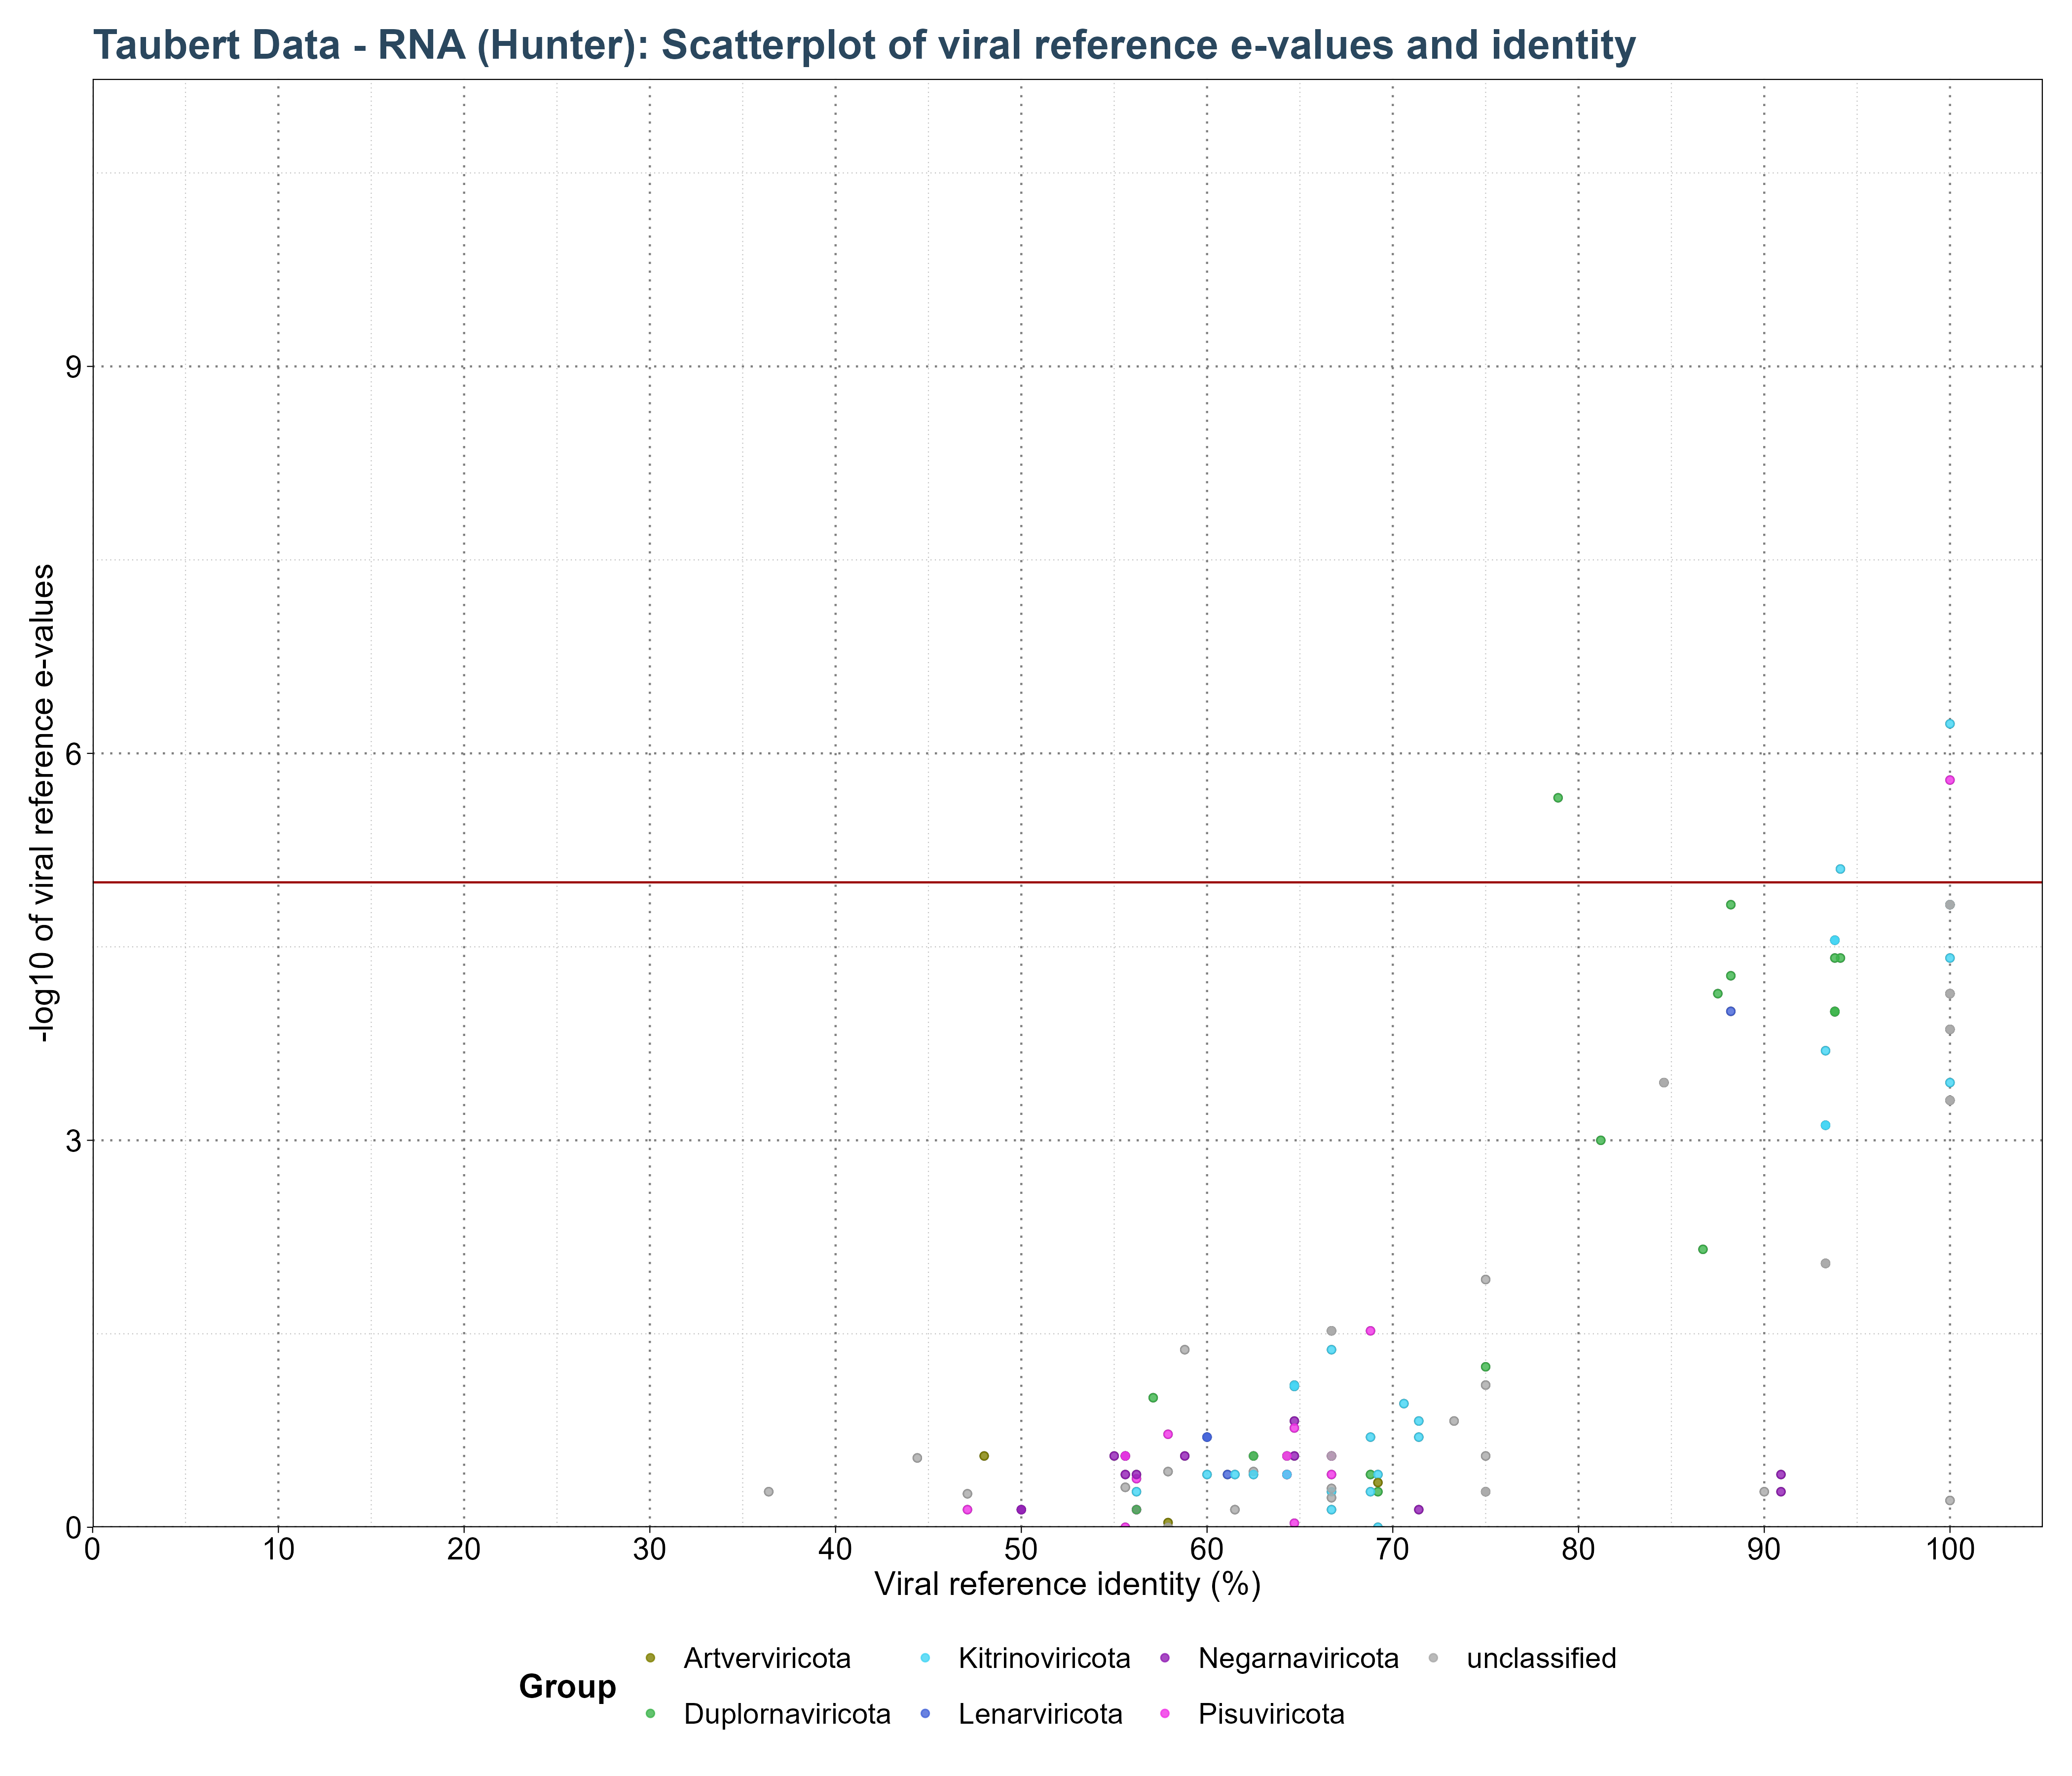 Taubert Data - RNA (Hunter): Scatterplot of viral reference e-values and identity
-log10 of viral reference e-values
9
6
3
0
0 10 20 30 40 50 60 70 80 90 100
Viral reference identity (%)
Group
Artverviricota Kitrinoviricota Negarnaviricota unclassified
Duplornaviricota Lenarviricota Pisuviricota